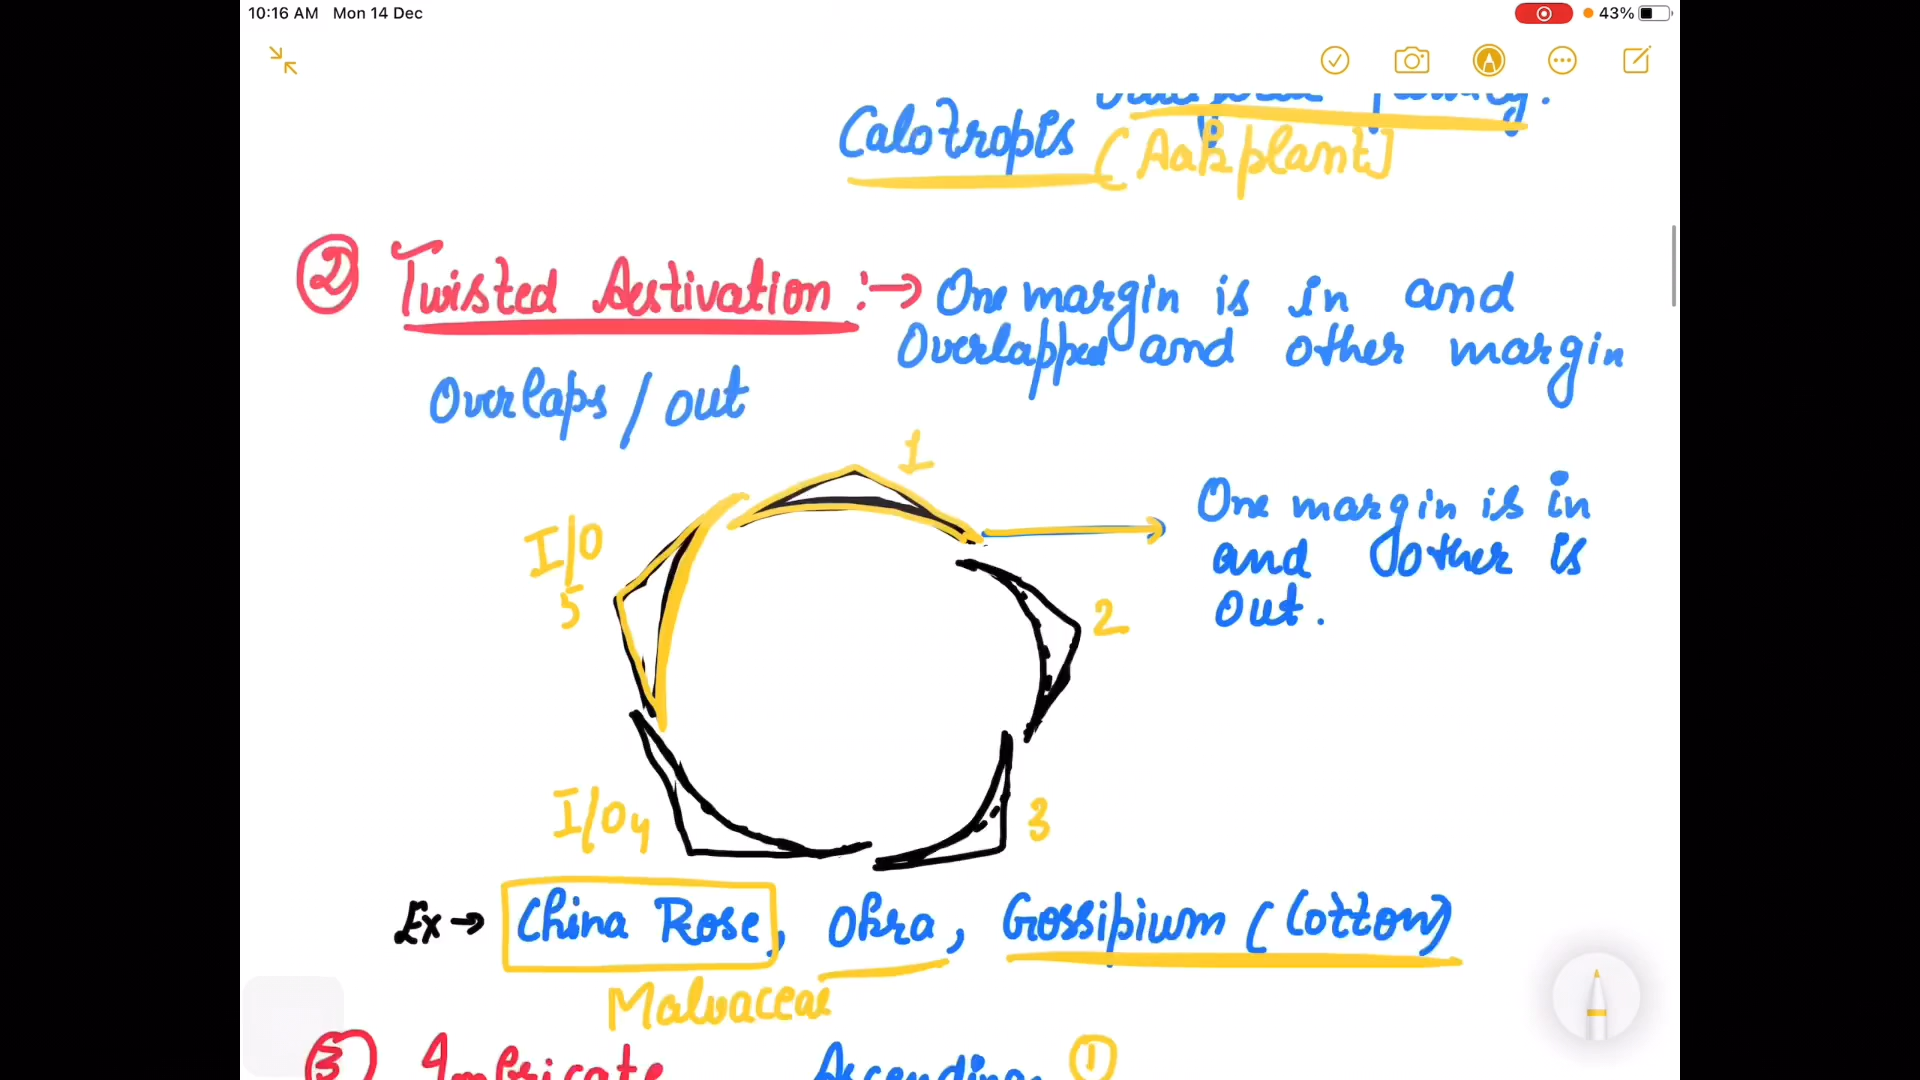 10:16 AM Mon 14 Dec
43%
Calotropis (Aak plant]
② Twisted Aestivation :→ One margin is in and
Overlapped and other margin
Overlaps / out
1
I/O
5
One margin is in
and other is
out.
2
I/O 4
3
Ex → China Rose, Okra, Gossipium (Cotton)
Malvaceae
③ Imbricate Ascending ①